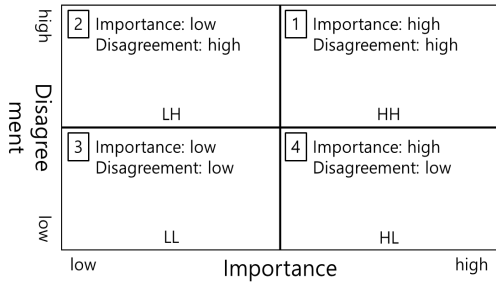 high
Disagree
ment
low
2 Importance: low
Disagreement: high
LH
1 Importance: high
Disagreement: high
HH
3 Importance: low
Disagreement: low
LL
4 Importance: high
Disagreement: low
HL
low
Importance
high